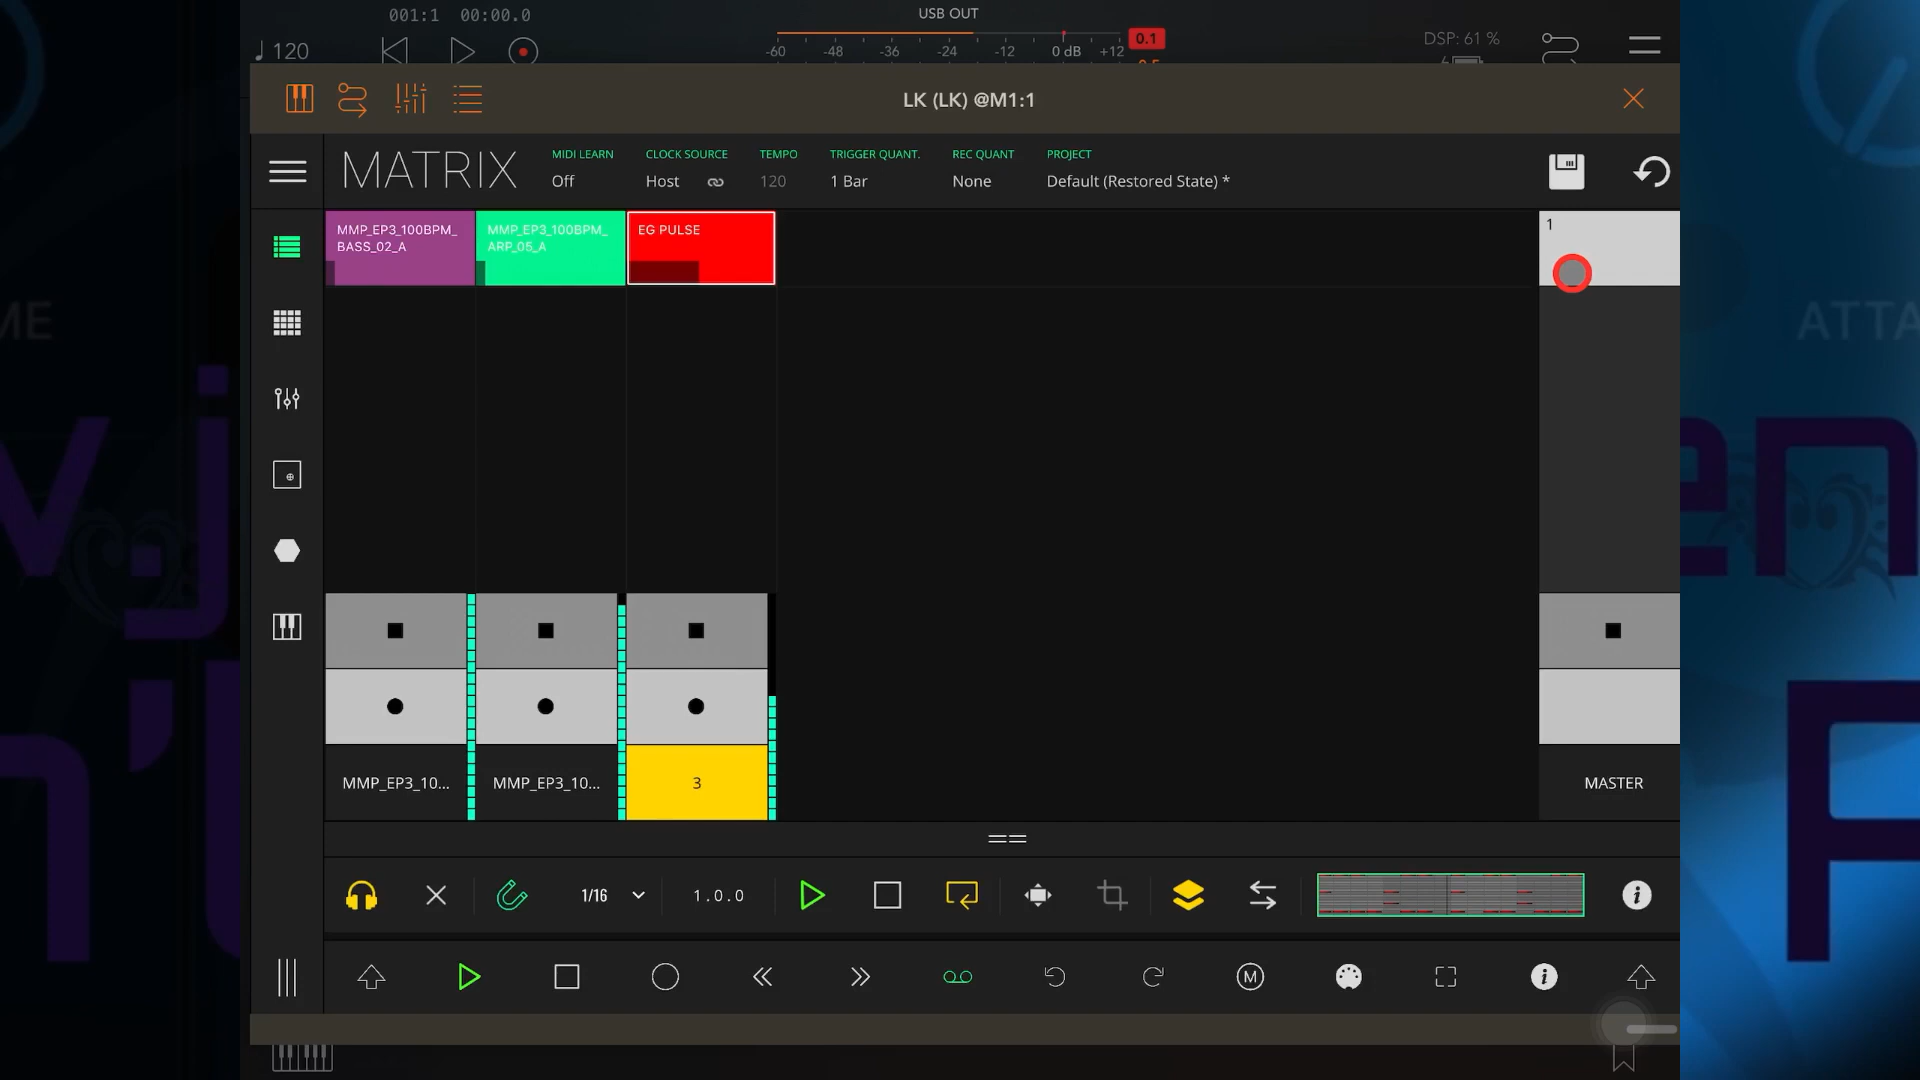 001:1 00:00.0
USB OUT
120
-60 -48 -36 -24 -12 0 dB +12
0.1
DSP: 61 %
LK (LK) @M1:1
MATRIX
MIDI LEARN CLOCK SOURCE TEMPO TRIGGER QUANT. REC QUANT PROJECT
Off Host 120 1 Bar None Default (Restored State) *
MMP_EP3_100BPM_
BASS_02_A
MMP_EP3_100BPM_
ARP_05_A
EG PULSE
1
ME
ATTA
MMP_EP3_10...
MMP_EP3_10...
3
MASTER
1/16
1.0.0
M